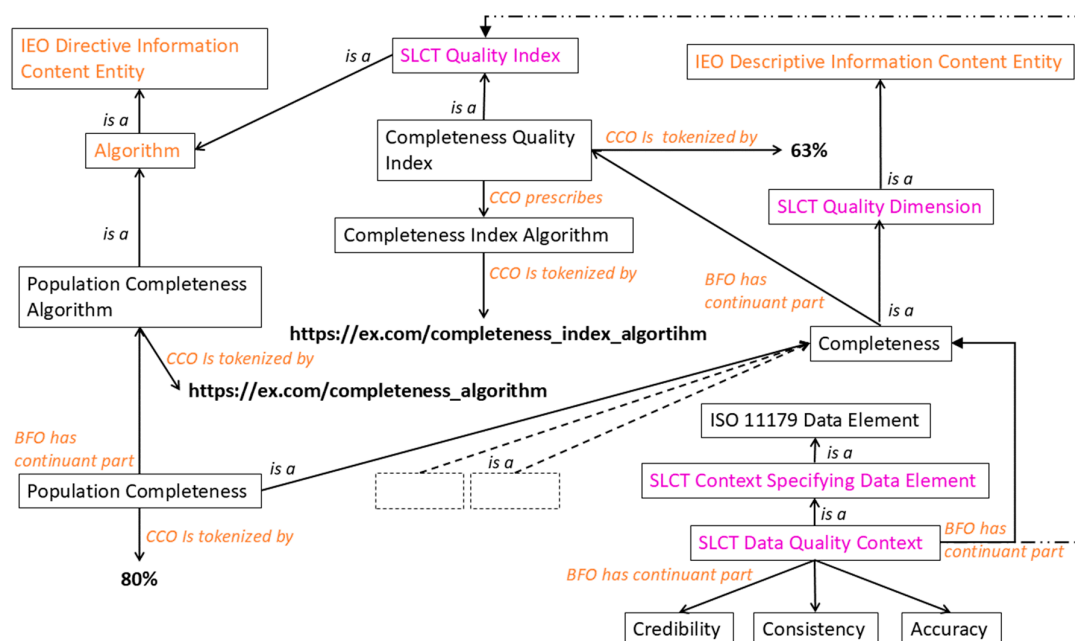 IEO Directive Information
Content Entity
is a
SLCT Quality Index
IEO Descriptive Information Content Entity
is a
is a
Algorithm
Completeness Quality
Index
CCO Is  tokenized by
63%
is a
CCO prescribes
SLCT Quality Dimension
is a
Completeness Index Algorithm
Population Completeness
Algorithm
CCO Is tokenized by
BFO has
continuant part
is a
https://ex.com/completeness_index_algortihm
Completeness
CCO Is tokenized by
https://ex.com/completeness_algorithm
ISO 11179 Data Element
BFO has
continuant part
is a
is a
is a
Population Completeness
SLCT Context Specifying Data Element
is a
CCO Is tokenized by
SLCT Data Quality Context
BFO has
continuant part
80%
BFO has continuant part
Credibility
Consistency
Accuracy